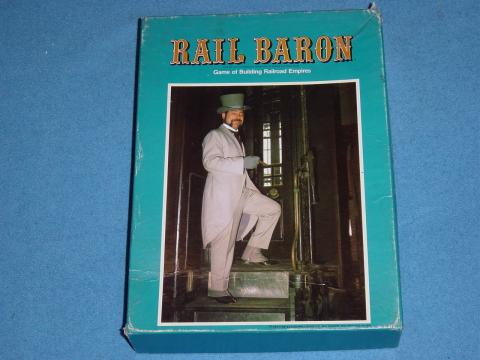 RAIL BARON
Game of Building Railroad Empires